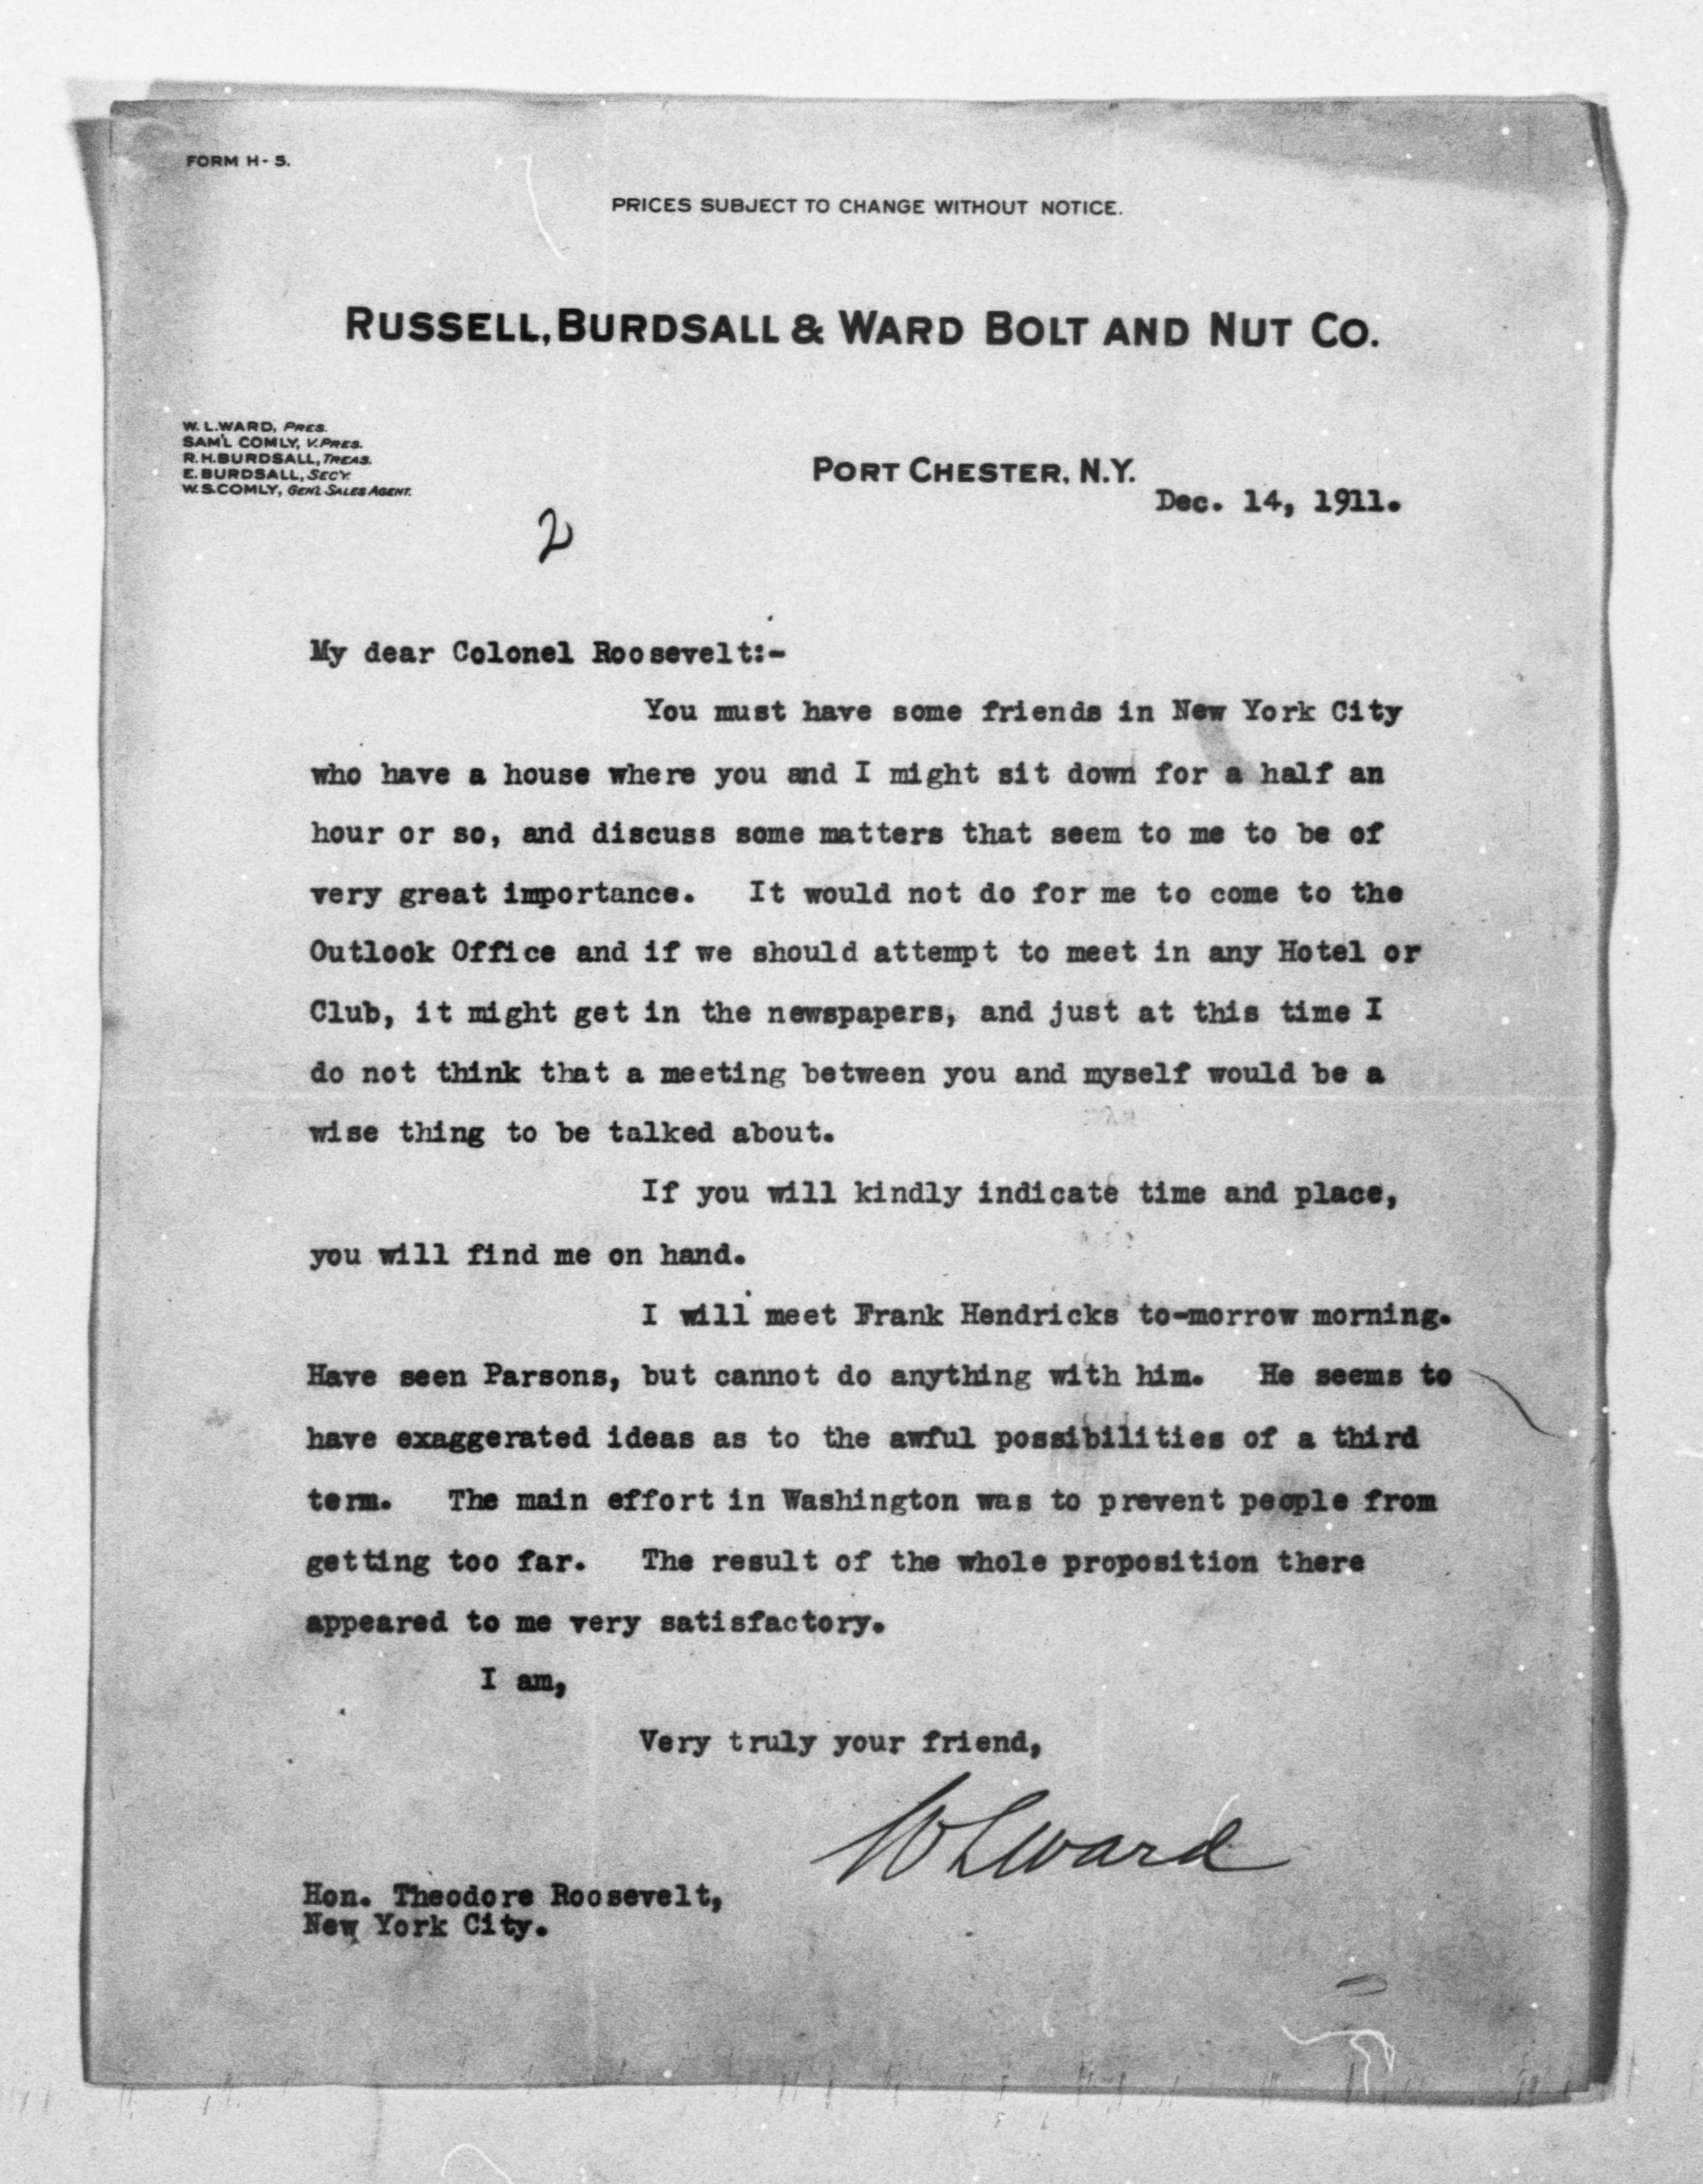 FORM H-S.
PRICES SUBJECT TO CHANGE WITHOUT NOTICE.
RUSSELL, BURDSALL & WARD BOLT AND NUT CO.
W. L. WARD, PRES.
SAM'L COMLY, V. PRES.
R. H. BURDSALL, TREAS.
E. BURDSALL, SEC'Y.
W. S. COMLY, GEN'L SALES AGENT.
PORT CHESTER, N.Y.
Dec. 14, 1911.
2
My dear Colonel Roosevelt:-
You must have some friends in New York City
who have a house where you and I might sit down for a half an
hour or so, and discuss some matters that seem to me to be of
very great importance. It would not do for me to come to the
Outlook Office and if we should attempt to meet in any Hotel or
Club, it might get in the newspapers, and just at this time I
do not think that a meeting between you and myself would be a
wise thing to be talked about.
If you will kindly indicate time and place,
you will find me on hand.
I will meet Frank Hendricks to-morrow morning.
Have seen Parsons, but cannot do anything with him. He seems to
have exaggerated ideas as to the awful possibilities of a third
term. The main effort in Washington was to prevent people from
getting too far. The result of the whole proposition there
appeared to me very satisfactory.
I am,
Very truly your friend,
W L Ward
Hon. Theodore Roosevelt,
New York City.